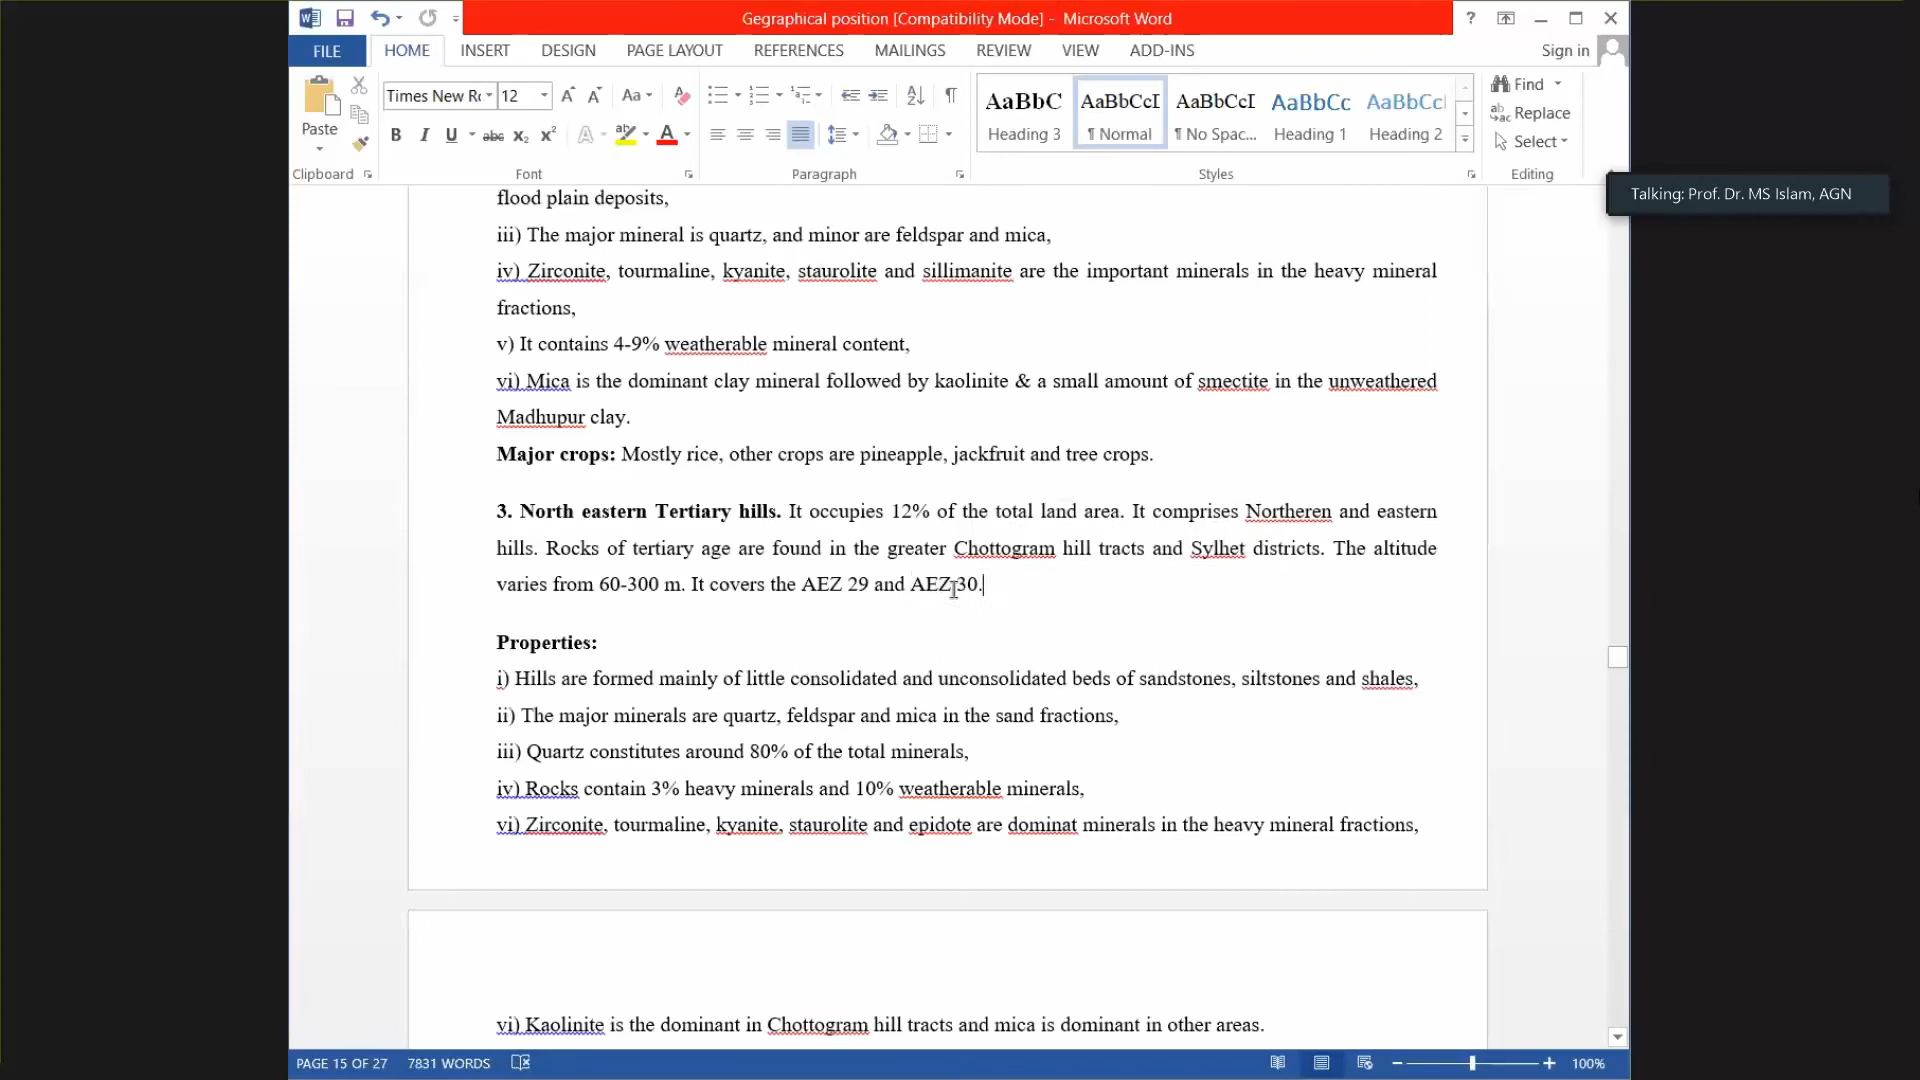 Gegraphical position [Compatibility Mode] - Microsoft Word
FILE HOME INSERT DESIGN PAGE LAYOUT REFERENCES MAILINGS REVIEW VIEW ADD-INS Sign in
Times New Ro 12 Aa
Paste
B I U abc X₂ X² A A
Clipboard Font Paragraph Styles Editing
AaBbC AaBbCcI AaBbCcI AaBbCc AaBbCcl
Heading 3 ¶ Normal ¶ No Spac... Heading 1 Heading 2
Find
Replace
Select
Talking: Prof. Dr. MS Islam, AGN
flood plain deposits,
iii) The major mineral is quartz, and minor are feldspar and mica,
iv) Zirconite, tourmaline, kyanite, staurolite and sillimanite are the important minerals in the heavy mineral
fractions,
v) It contains 4-9% weatherable mineral content,
vi) Mica is the dominant clay mineral followed by kaolinite & a small amount of smectite in the unweathered
Madhupur clay.
Major crops: Mostly rice, other crops are pineapple, jackfruit and tree crops.
3. North eastern Tertiary hills. It occupies 12% of the total land area. It comprises Northeren and eastern
hills. Rocks of tertiary age are found in the greater Chottogram hill tracts and Sylhet districts. The altitude
varies from 60-300 m. It covers the AEZ 29 and AEZ 30.
Properties:
i) Hills are formed mainly of little consolidated and unconsolidated beds of sandstones, siltstones and shales,
ii) The major minerals are quartz, feldspar and mica in the sand fractions,
iii) Quartz constitutes around 80% of the total minerals,
iv) Rocks contain 3% heavy minerals and 10% weatherable minerals,
vi) Zirconite, tourmaline, kyanite, staurolite and epidote are dominat minerals in the heavy mineral fractions,
vi) Kaolinite is the dominant in Chottogram hill tracts and mica is dominant in other areas.
PAGE 15 OF 27 7831 WORDS 100%